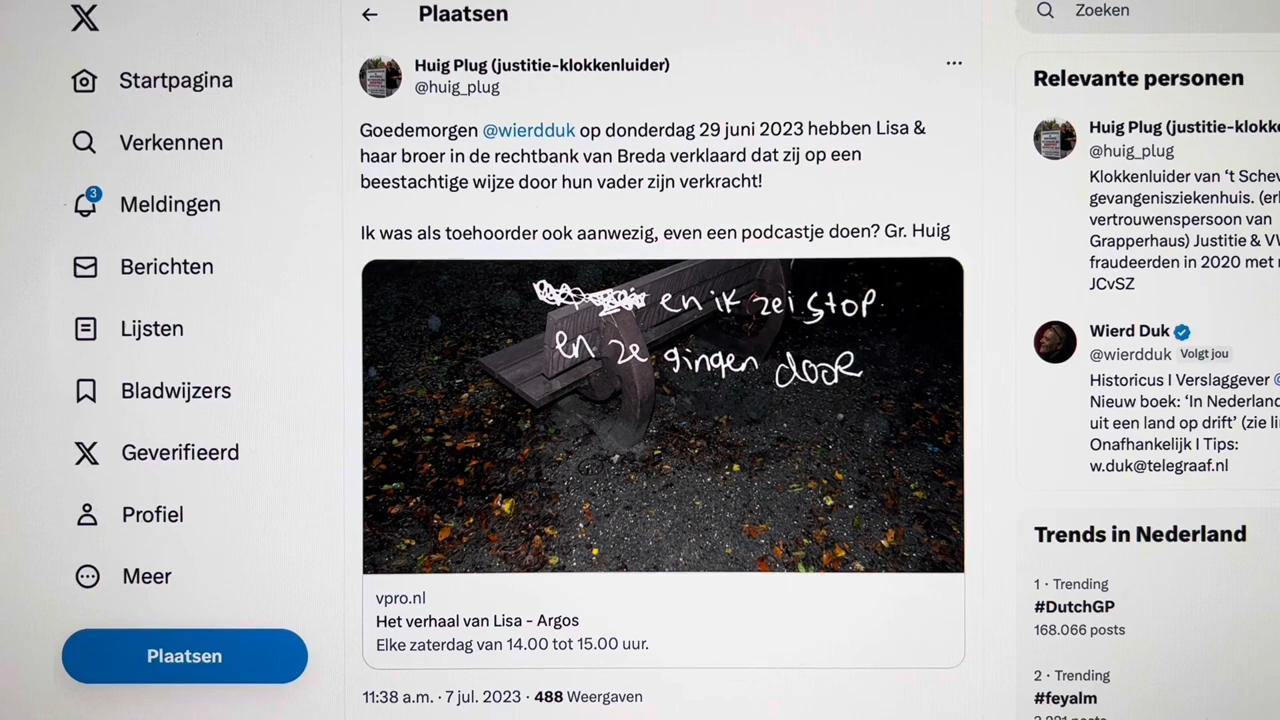 X
Startpagina
Verkennen
3
Meldingen
Berichten
Lijsten
Bladwijzers
Geverifieerd
Profiel
Meer
Plaatsen
← Plaatsen
Huig Plug (justitie-klokkenluider)
@huig_plug
Goedemorgen @wierdduk op donderdag 29 juni 2023 hebben Lisa &
haar broer in de rechtbank van Breda verklaard dat zij op een
beestachtige wijze door hun vader zijn verkracht!
Ik was als toehoorder ook aanwezig, even een podcastje doen? Gr. Huig
en ik zei stop
en ze gingen door
vpro.nl
Het verhaal van Lisa - Argos
Elke zaterdag van 14.00 tot 15.00 uur.
11:38 a.m. · 7 jul. 2023 · 488 Weergaven
Zoeken
Relevante personen
Huig Plug (justitie-klokke
@huig_plug
Klokkenluider van ‘t Scheve
gevangenisziekenhuis. (er
vertrouwenspersoon van
Grapperhaus) Justitie &
fraudeerden in 2020 met
JCvSZ
Wierd Duk
@wierdduk Volgt jou
Historicus I Verslaggever
Nieuw boek: ‘In Nederland
uit een land op drift’ (zie
Onafhankelijk I Tips:
w.duk@telegraaf.nl
Trends in Nederland
1 · Trending
#DutchGP
168.066 posts
2 · Trending
#feyalm